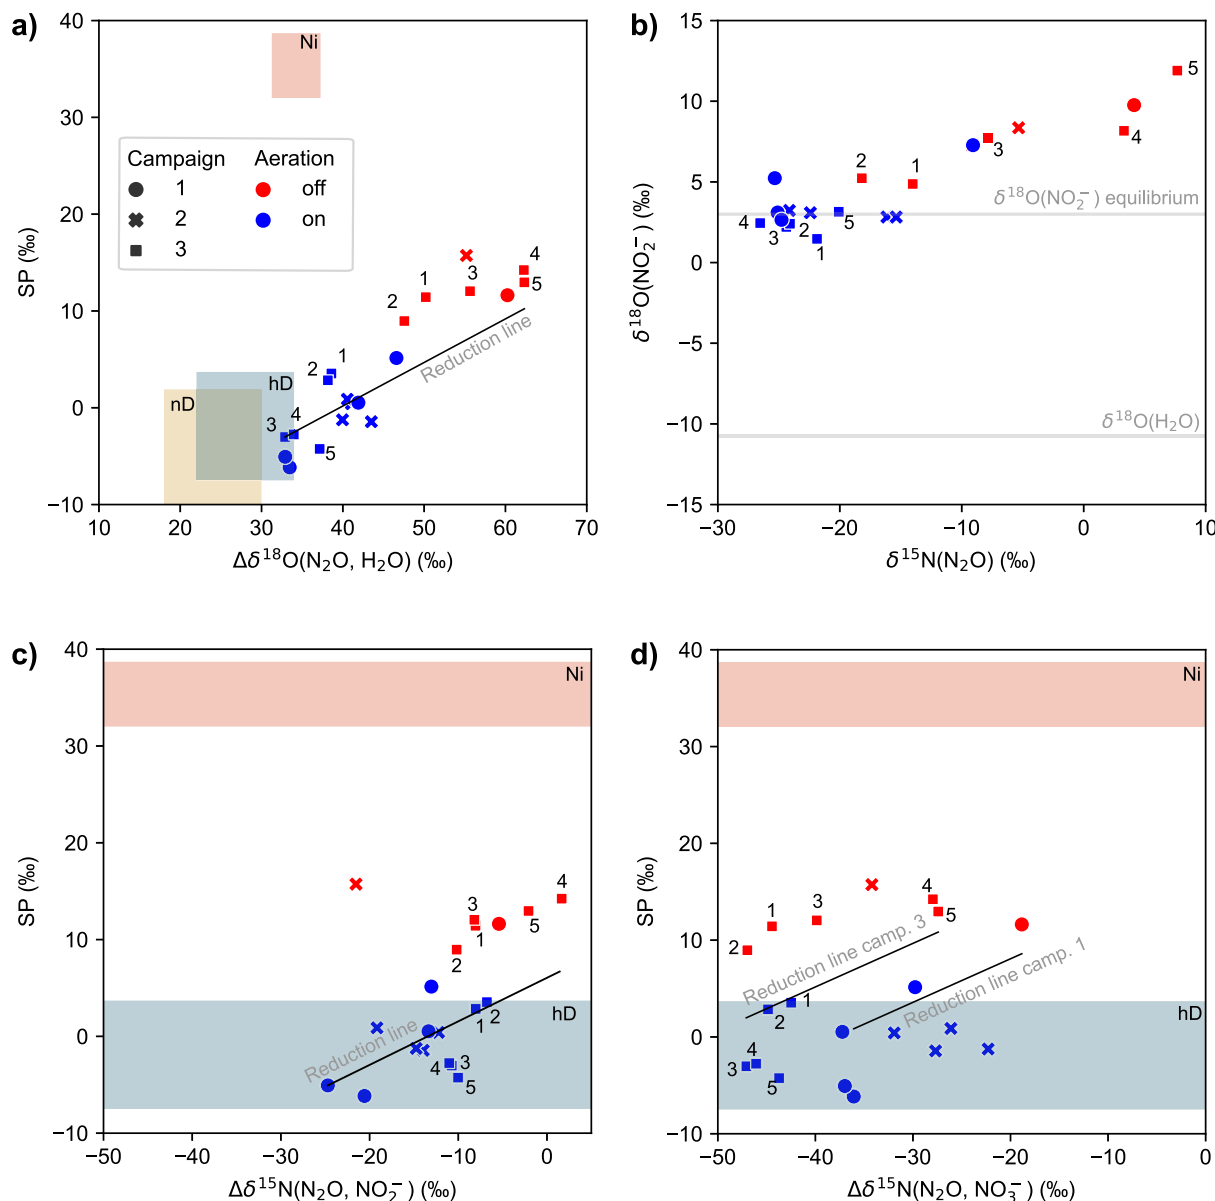 a)
40
30
20
10
0
−10
SP (‰)
Ni
Campaign Aeration
1 off
2 on
3
4
3
1
5
2
Reduction line
1
2
hD
nD
4
3
5
10 20 30 40 50 60 70
Δδ¹⁸O(N₂O, H₂O) (‰)
b)
15
10
5
0
−5
−10
−15
δ¹⁸O(NO₂⁻) (‰)
5
4
3
2 1
δ¹⁸O(NO₂⁻) equilibrium
4 3 2 5
1
δ¹⁸O(H₂O)
−30 −20 −10 0 10
δ¹⁵N(N₂O) (‰)
c)
40
30
20
10
0
−10
SP (‰)
Ni
4
3
1 5
2
hD
1 2
Reduction line
4 3
5
−50 −40 −30 −20 −10 0
Δδ¹⁵N(N₂O, NO₂⁻) (‰)
d)
40
30
20
10
0
−10
SP (‰)
Ni
4
3
1 5
2
Reduction line camp. 3
Reduction line camp. 1
1
2
hD
4
3
5
−50 −40 −30 −20 −10 0
Δδ¹⁵N(N₂O, NO₃⁻) (‰)